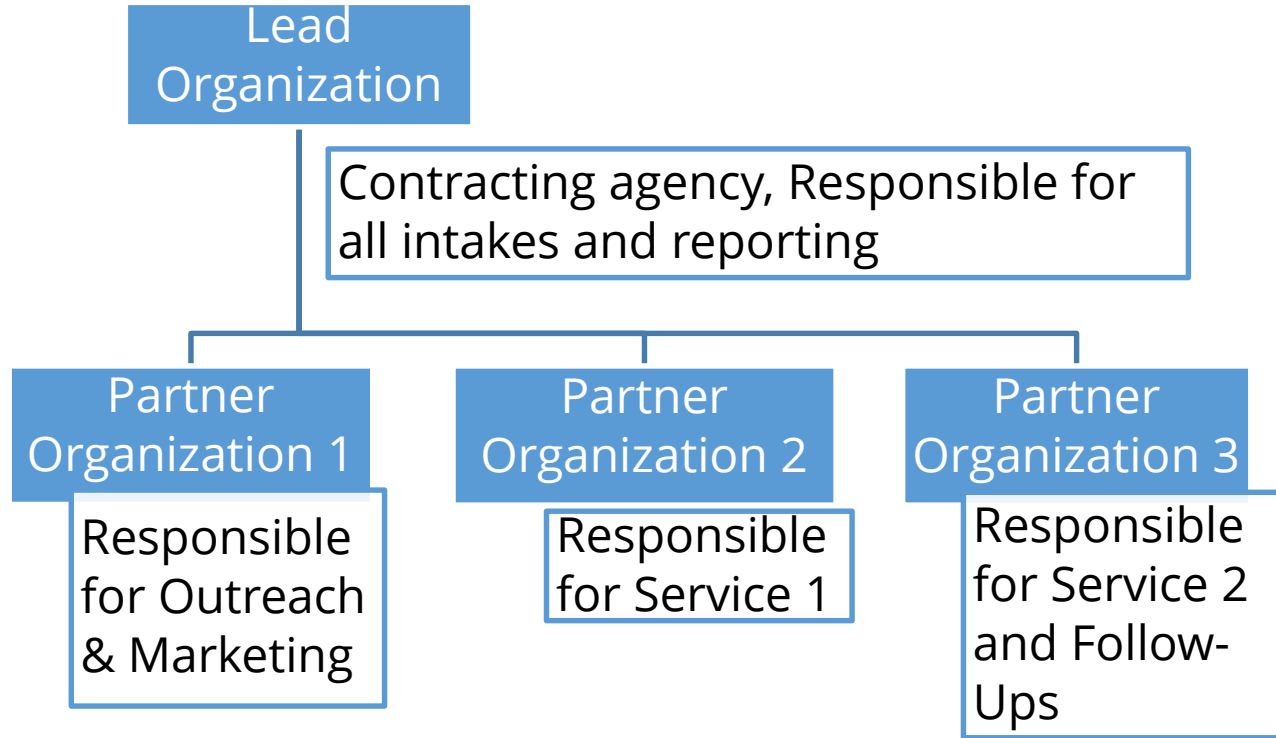 Lead
Organization
Contracting agency, Responsible for
all intakes and reporting
Partner
Organization 1
Partner
Organization 2
Partner
Organization 3
Responsible
for Outreach
& Marketing
Responsible
for Service 1
Responsible
for Service 2
and Follow-
Ups